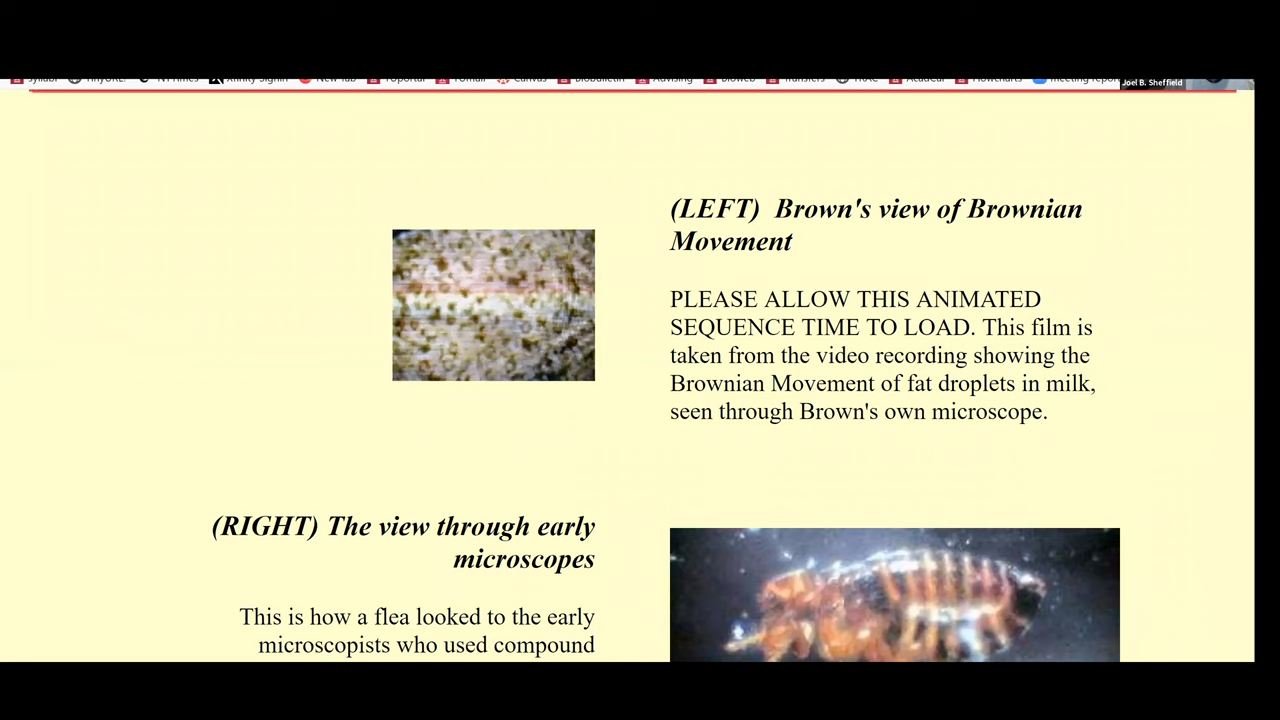 Joel B. Sheffield
(LEFT)  Brown's view of Brownian
Movement
PLEASE ALLOW THIS ANIMATED
SEQUENCE TIME TO LOAD. This film is
taken from the video recording showing the
Brownian Movement of fat droplets in milk,
seen through Brown's own microscope.
(RIGHT) The view through early
microscopes
This is how a flea looked to the early
microscopists who used compound